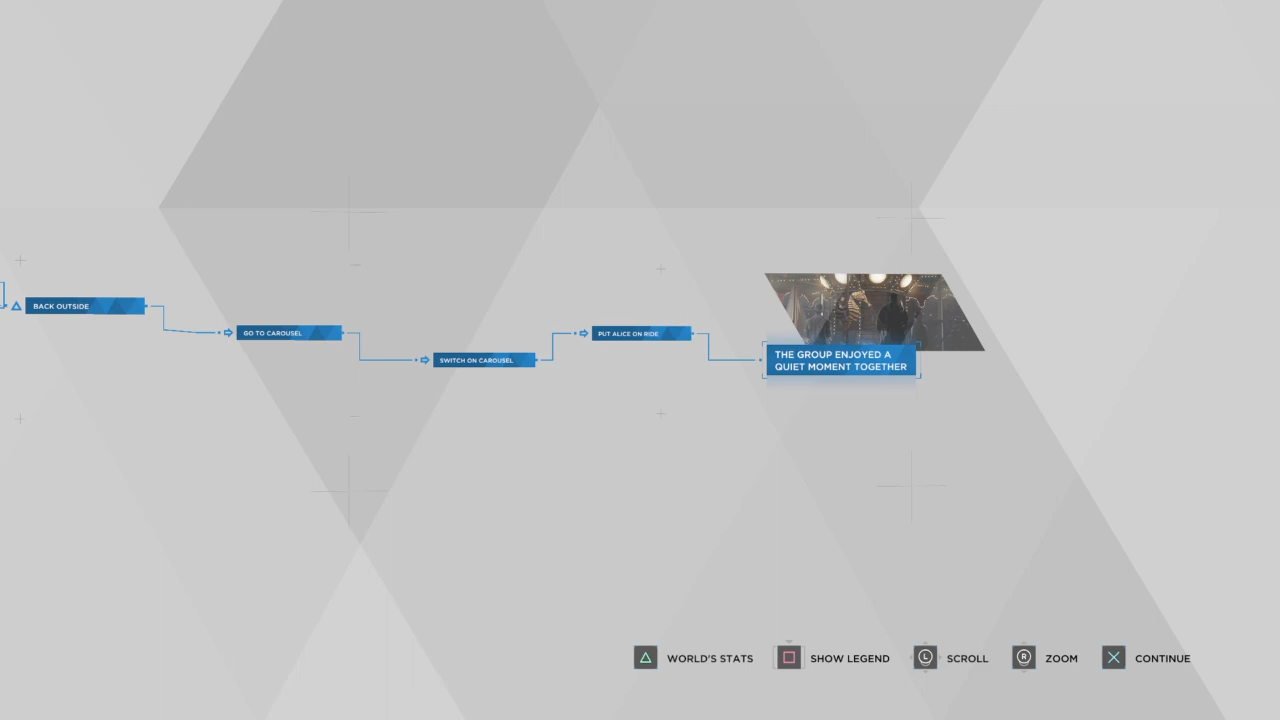 BACK OUTSIDE
GO TO CAROUSEL
SWITCH ON CAROUSEL
PUT ALICE ON RIDE
THE GROUP ENJOYED A
QUIET MOMENT TOGETHER
WORLD'S STATS
SHOW LEGEND
L
SCROLL
R
ZOOM
CONTINUE